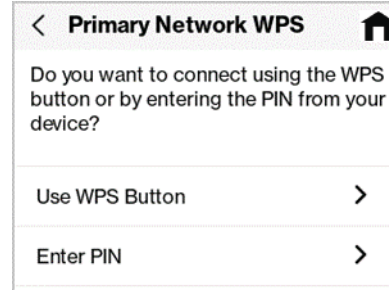 Primary Network WPS
Do you want to connect using the WPS
button or by entering the PIN from your
device?
Use WPS Button
Enter PIN